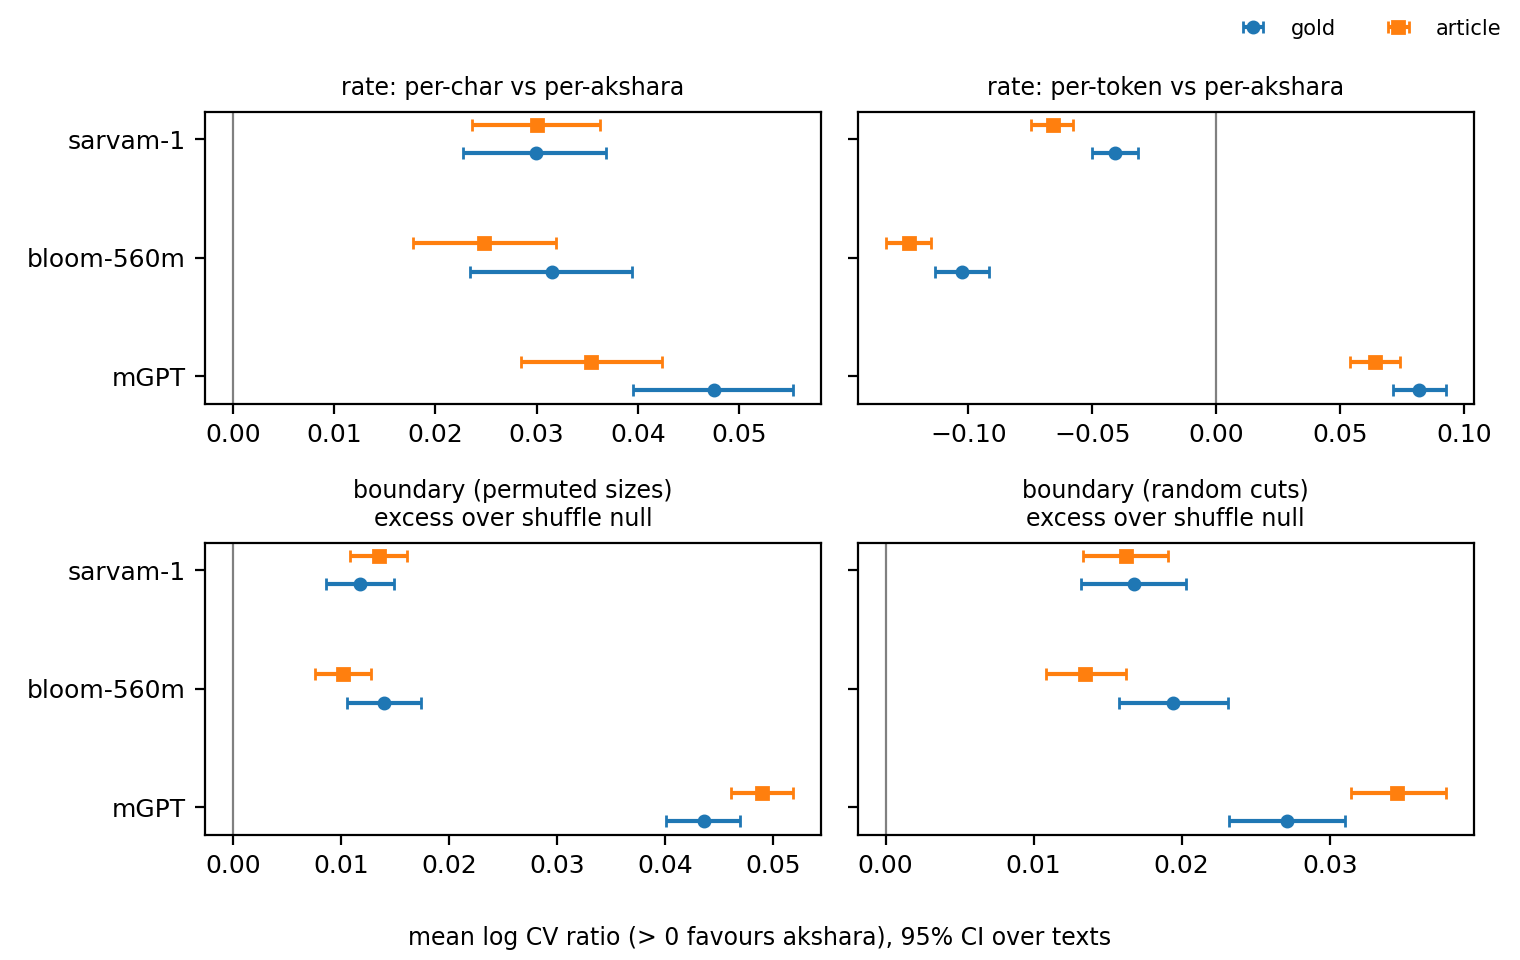 gold article
rate: per-char vs per-akshara
sarvam-1
bloom-560m
mGPT
0.00 0.01 0.02 0.03 0.04 0.05
rate: per-token vs per-akshara
−0.10 −0.05 0.00 0.05 0.10
boundary (permuted sizes)
excess over shuffle null
sarvam-1
bloom-560m
mGPT
0.00 0.01 0.02 0.03 0.04 0.05
boundary (random cuts)
excess over shuffle null
0.00 0.01 0.02 0.03
mean log CV ratio (> 0 favours akshara), 95% CI over texts